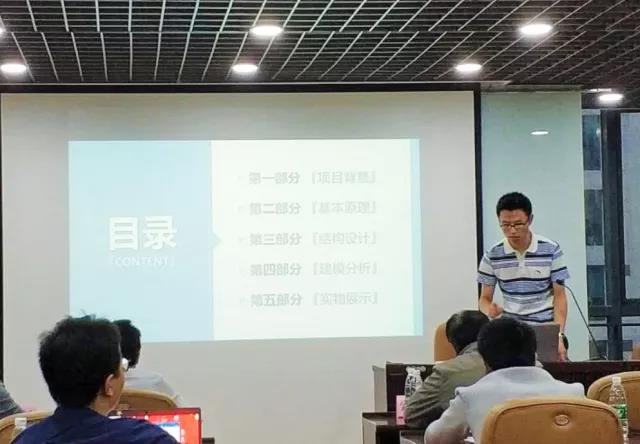 目录
「CONTENT」
第一部分 『项目背景』
第二部分 『基本原理』
第三部分 『结构设计』
第四部分 『建模分析』
第五部分 『实物展示』